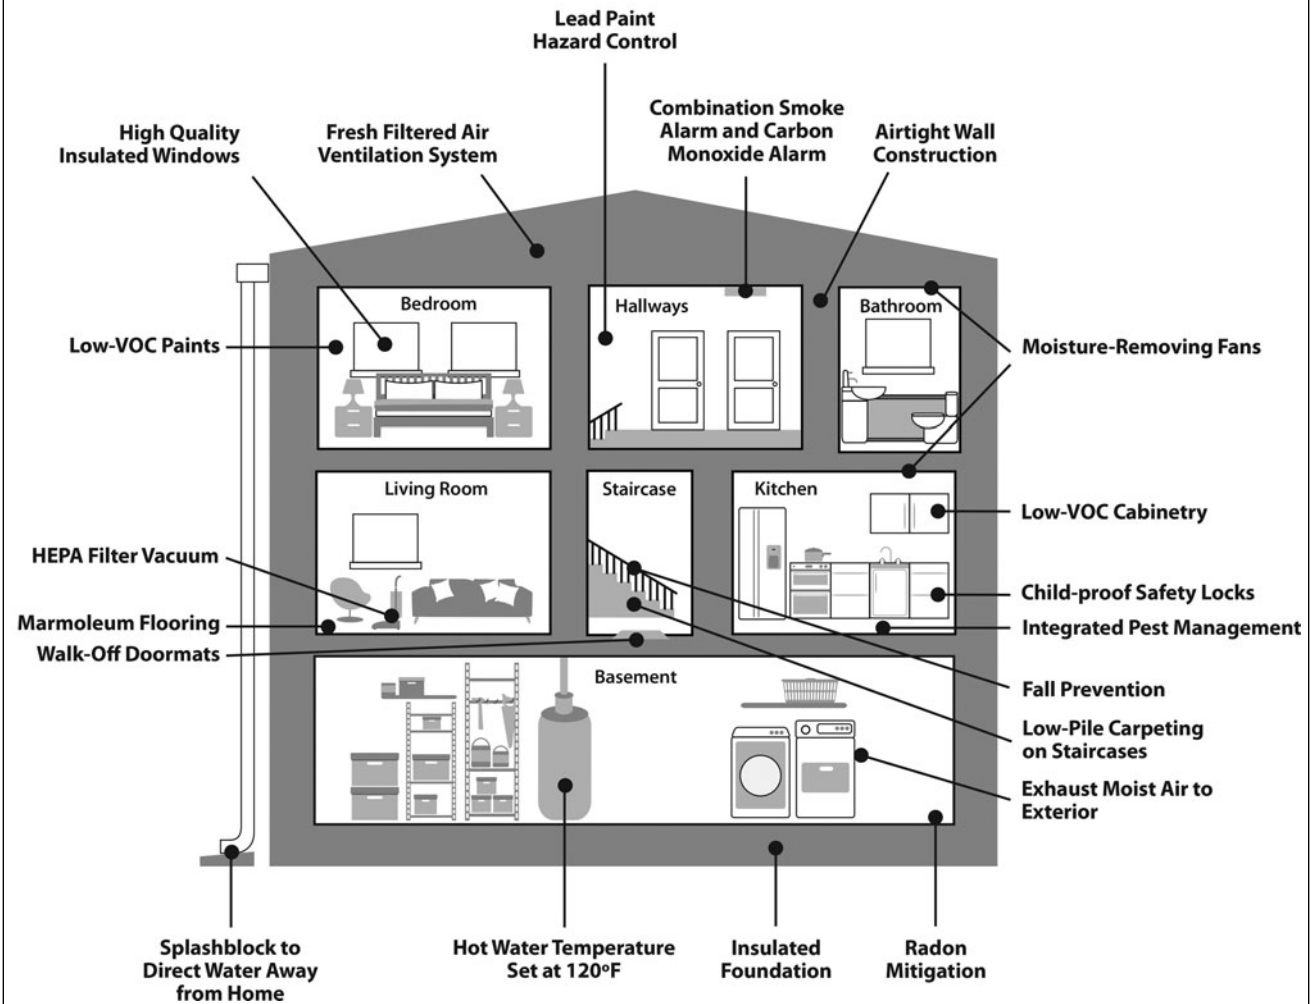 Lead Paint
Hazard Control
High Quality
Insulated Windows
Fresh Filtered Air
Ventilation System
Combination Smoke
Alarm and Carbon
Monoxide Alarm
Airtight Wall
Construction
Bedroom
Hallways
Bathroom
Low-VOC Paints
Moisture-Removing Fans
Living Room
Staircase
Kitchen
Low-VOC Cabinetry
HEPA Filter Vacuum
Child-proof Safety Locks
Marmoleum Flooring
Integrated Pest Management
Walk-Off Doormats
Basement
Fall Prevention
Low-Pile Carpeting
on Staircases
Exhaust Moist Air to
Exterior
Splashblock to
Direct Water Away
from Home
Hot Water Temperature
Set at 120ºF
Insulated
Foundation
Radon
Mitigation